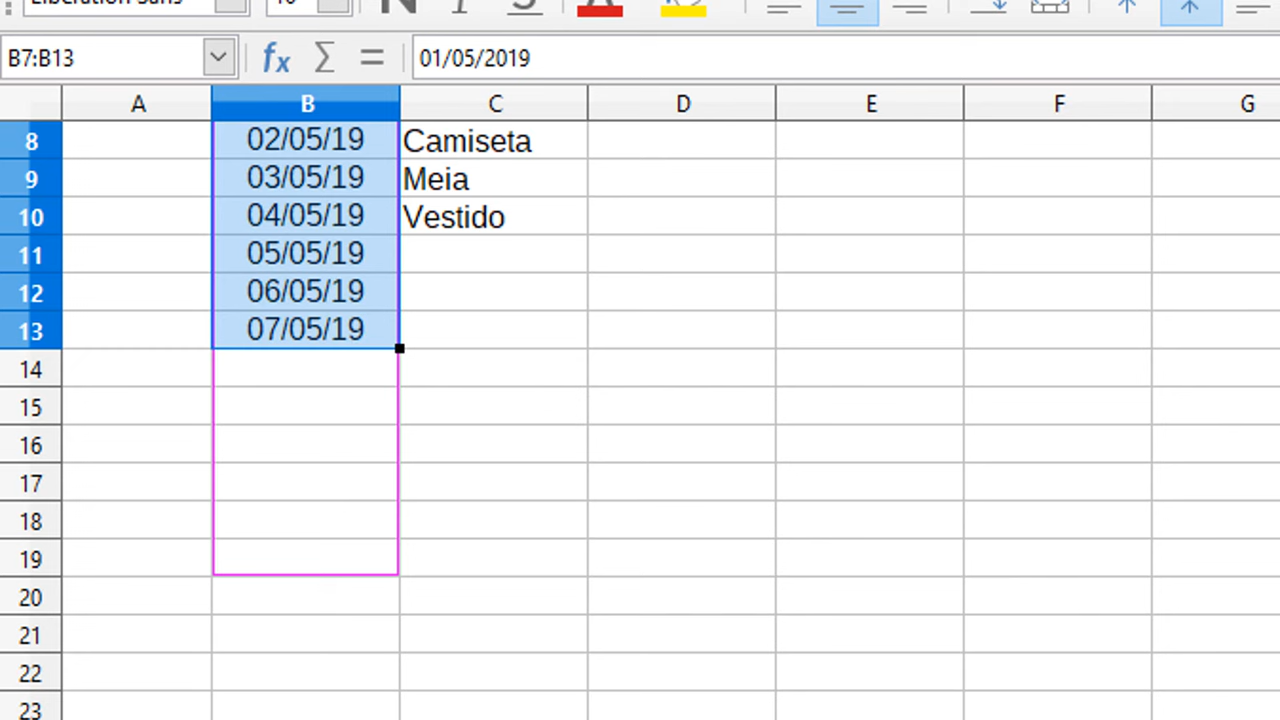 B7:B13 fx Σ = 01/05/2019
A B C D E F G
8 02/05/19 Camiseta
9 03/05/19 Meia
10 04/05/19 Vestido
11 05/05/19
12 06/05/19
13 07/05/19
14
15
16
17
18
19
20
21
22
23